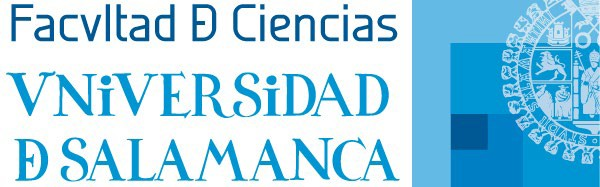 Facvltad Ð Ciencias
VNiVERSiDAD
Ð SALAMANCA